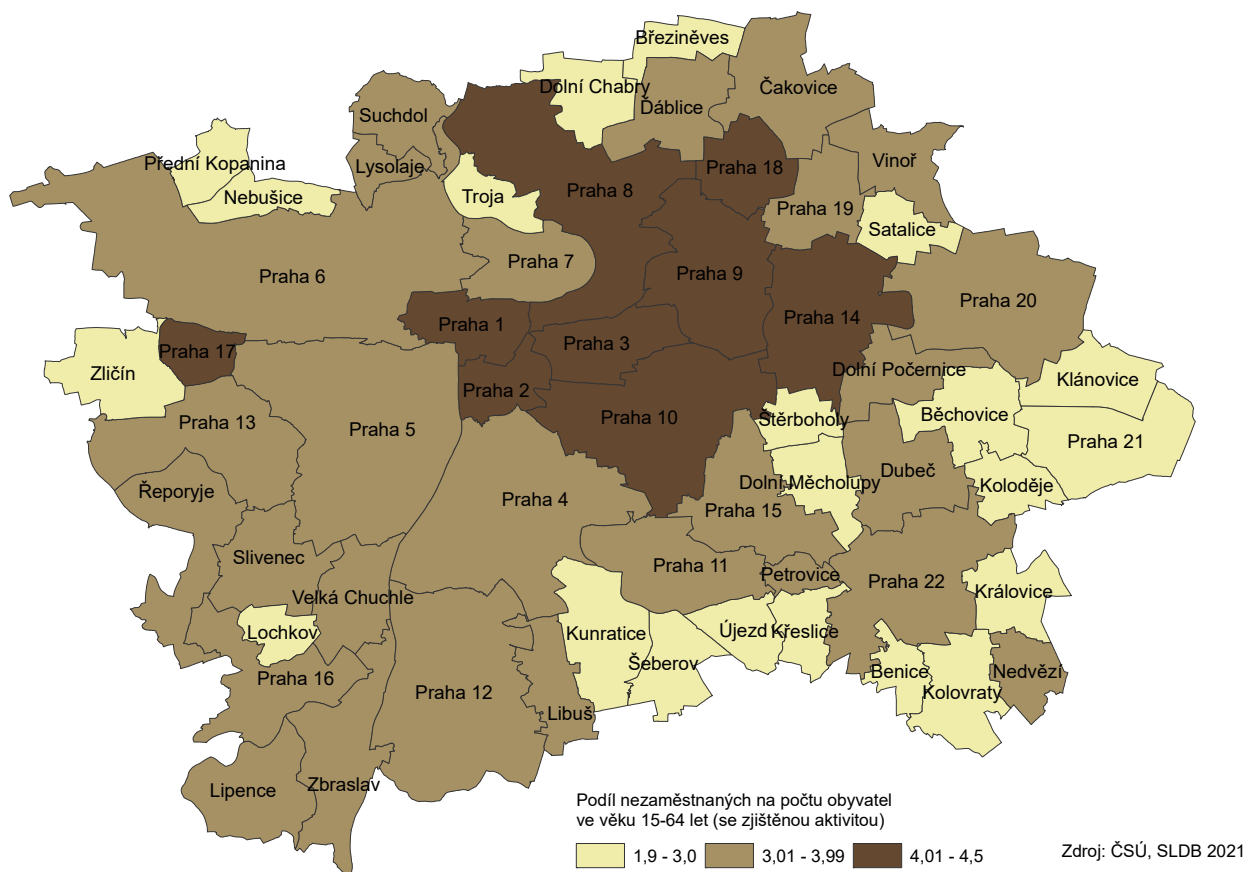 Březiněves
Dolní Chabry
Čakovice
Ďáblice
Suchdol
Přední Kopanina
Lysolaje
Praha 18
Vinoř
Nebušice
Troja
Praha 8
Praha 19
Satalice
Praha 7
Praha 6
Praha 9
Praha 20
Praha 1
Praha 14
Praha 17
Praha 3
Zličín
Dolní Počernice
Klánovice
Praha 2
Praha 13
Praha 5
Praha 10
Štěrboholy
Běchovice
Praha 21
Řeporyje
Praha 4
Dolní Měcholupy
Dubeč
Koloděje
Praha 15
Slivenec
Praha 11
Petrovice
Praha 22
Velká Chuchle
Královice
Lochkov
Kunratice
Újezd
Křeslice
Šeberov
Praha 16
Praha 12
Benice
Kolovraty
Nedvězí
Libuš
Lipence
Zbraslav
Podíl nezaměstnaných na počtu obyvatel
ve věku 15-64 let (se zjištěnou aktivitou)
1,9 - 3,0
3,01 - 3,99
4,01 - 4,5
Zdroj: ČSÚ, SLDB 2021